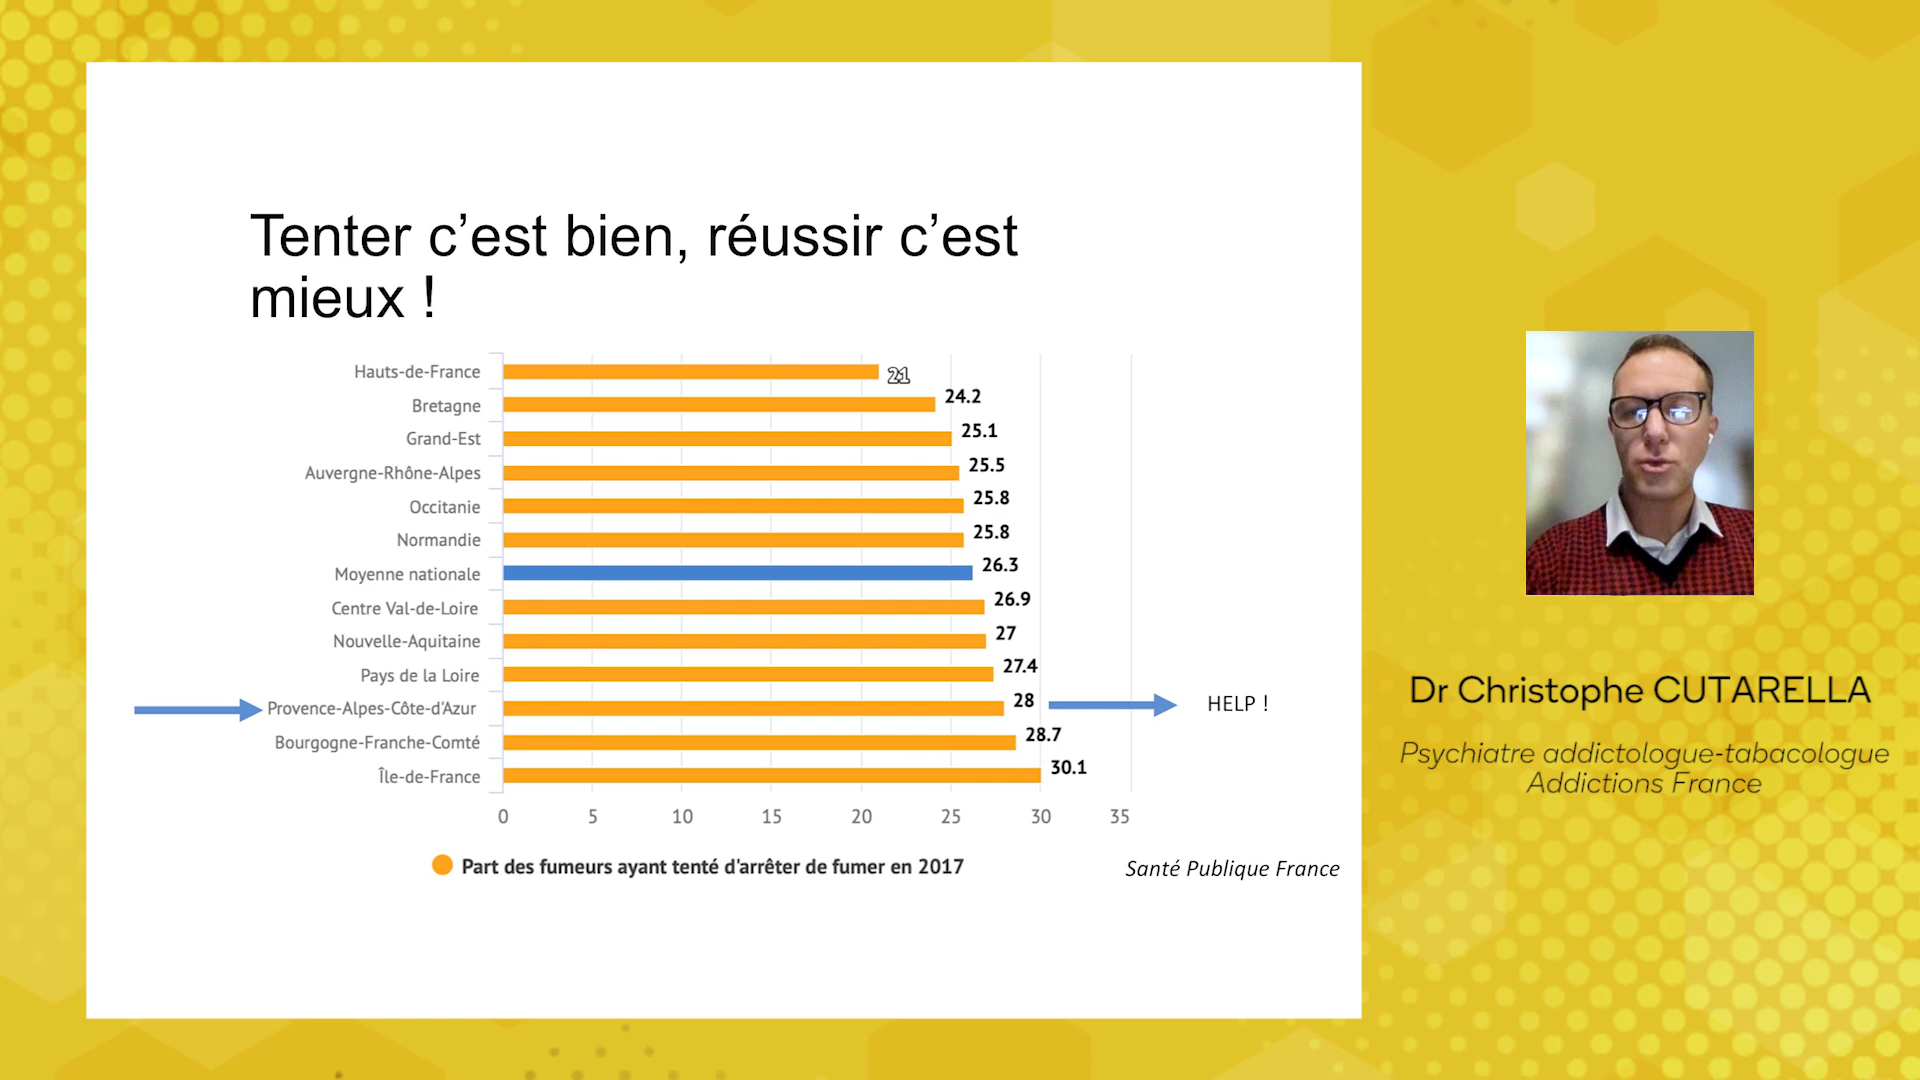 Tenter c’est bien, réussir c’est
mieux !
Hauts-de-France 21
Bretagne 24.2
Grand-Est 25.1
Auvergne-Rhône-Alpes 25.5
Occitanie 25.8
Normandie 25.8
Moyenne nationale 26.3
Centre Val-de-Loire 26.9
Nouvelle-Aquitaine 27
Pays de la Loire 27.4
Provence-Alpes-Côte-d'Azur 28 HELP !
Bourgogne-Franche-Comté 28.7
Île-de-France 30.1
0 5 10 15 20 25 30 35
Part des fumeurs ayant tenté d'arrêter de fumer en 2017
Santé Publique France
Dr Christophe CUTARELLA
Psychiatre addictologue-tabacologue
Addictions France